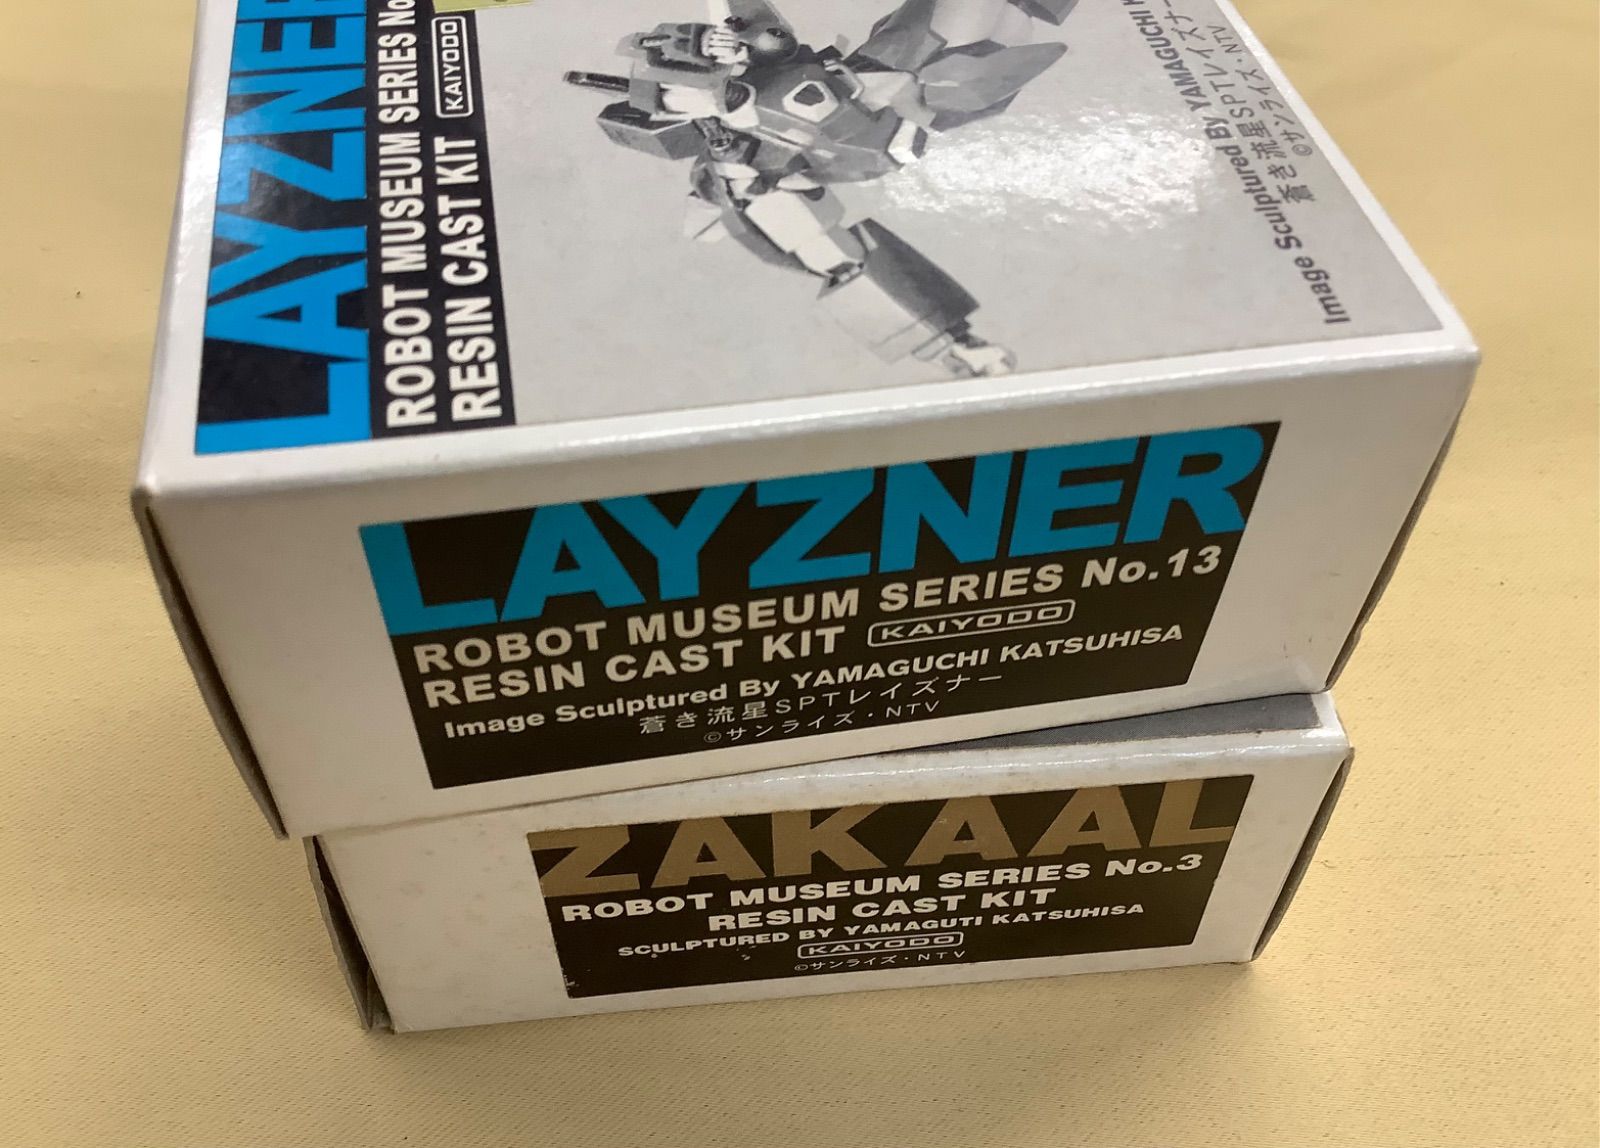 LAYZNER
ROBOT MUSEUM SERIES No
RESIN CAST KIT KAIYODO
Image Sculptured By YAMAGUCHI
蒼き流星SPTレイズナー
©サンライズ・NTV
LAYZNER
ROBOT MUSEUM SERIES No.13
RESIN CAST KIT KAIYODO
Image Sculptured By YAMAGUCHI KATSUHISA
蒼き流星SPTレイズナー
©サンライズ・NTV
ZAKAAL
ROBOT MUSEUM SERIES No.3
RESIN CAST KIT
SCULPTURED BY YAMAGUTI KATSUHISA
KAIYODO
©サンライズ・NTV